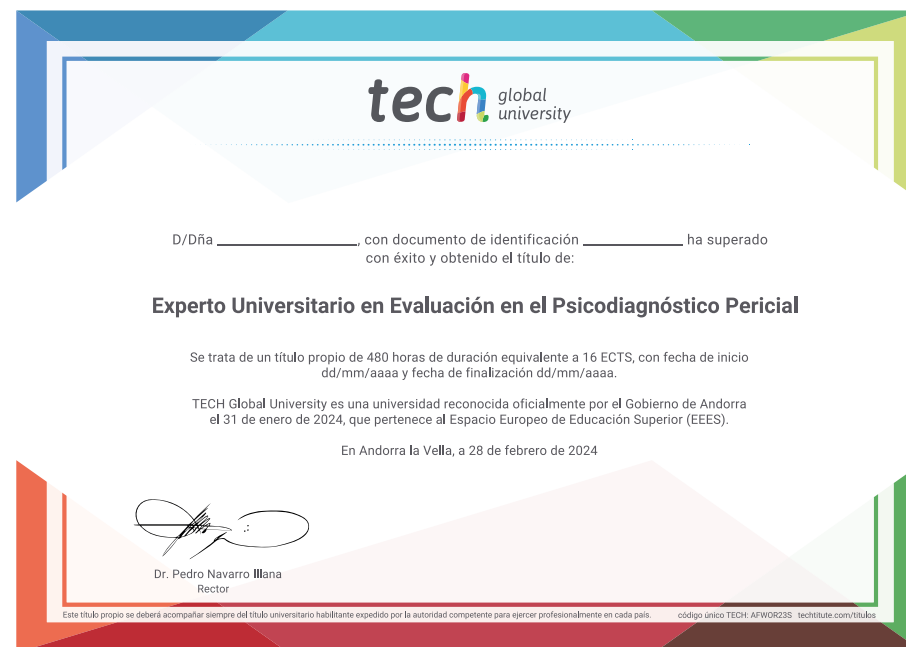 tech global
university
D/Dña ____________, con documento de identificación ____________ ha superado
con éxito y obtenido el título de:
Experto Universitario en Evaluación en el Psicodiagnóstico Pericial
Se trata de un título propio de 480 horas de duración equivalente a 16 ECTS, con fecha de inicio
dd/mm/aaaa y fecha de finalización dd/mm/aaaa.
TECH Global University es una universidad reconocida oficialmente por el Gobierno de Andorra
el 31 de enero de 2024, que pertenece al Espacio Europeo de Educación Superior (EEES).
En Andorra la Vella, a 28 de febrero de 2024
Dr. Pedro Navarro Illana
Rector
Este título propio se deberá acompañar siempre del título universitario habilitante expedido por la autoridad competente para ejercer profesionalmente en cada país.
código único TECH: AFWOR23S techtitute.com/titulos